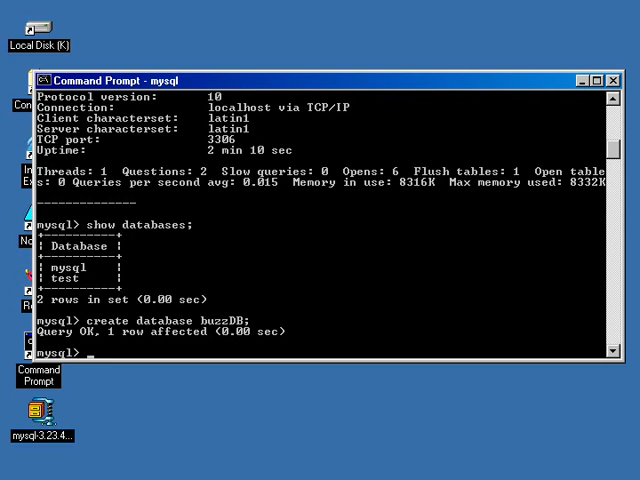 Local Disk (K)
Command Prompt - mysql
Protocol version: 10
Connection: localhost via TCP/IP
Client characterset: latin1
Server characterset: latin1
TCP port: 3306
Uptime: 2 min 10 sec
Threads: 1 Questions: 2 Slow queries: 0 Opens: 6 Flush tables: 1 Open table
s: 0 Queries per second avg: 0.015 Memory in use: 8316K Max memory used: 8332K
--------------
mysql> show databases;
+----------+
| Database |
+----------+
| mysql    |
| test     |
+----------+
2 rows in set (0.00 sec)
mysql> create database buzzDB;
Query OK, 1 row affected (0.00 sec)
mysql> _
Command
Prompt
mysql-3.23.4...